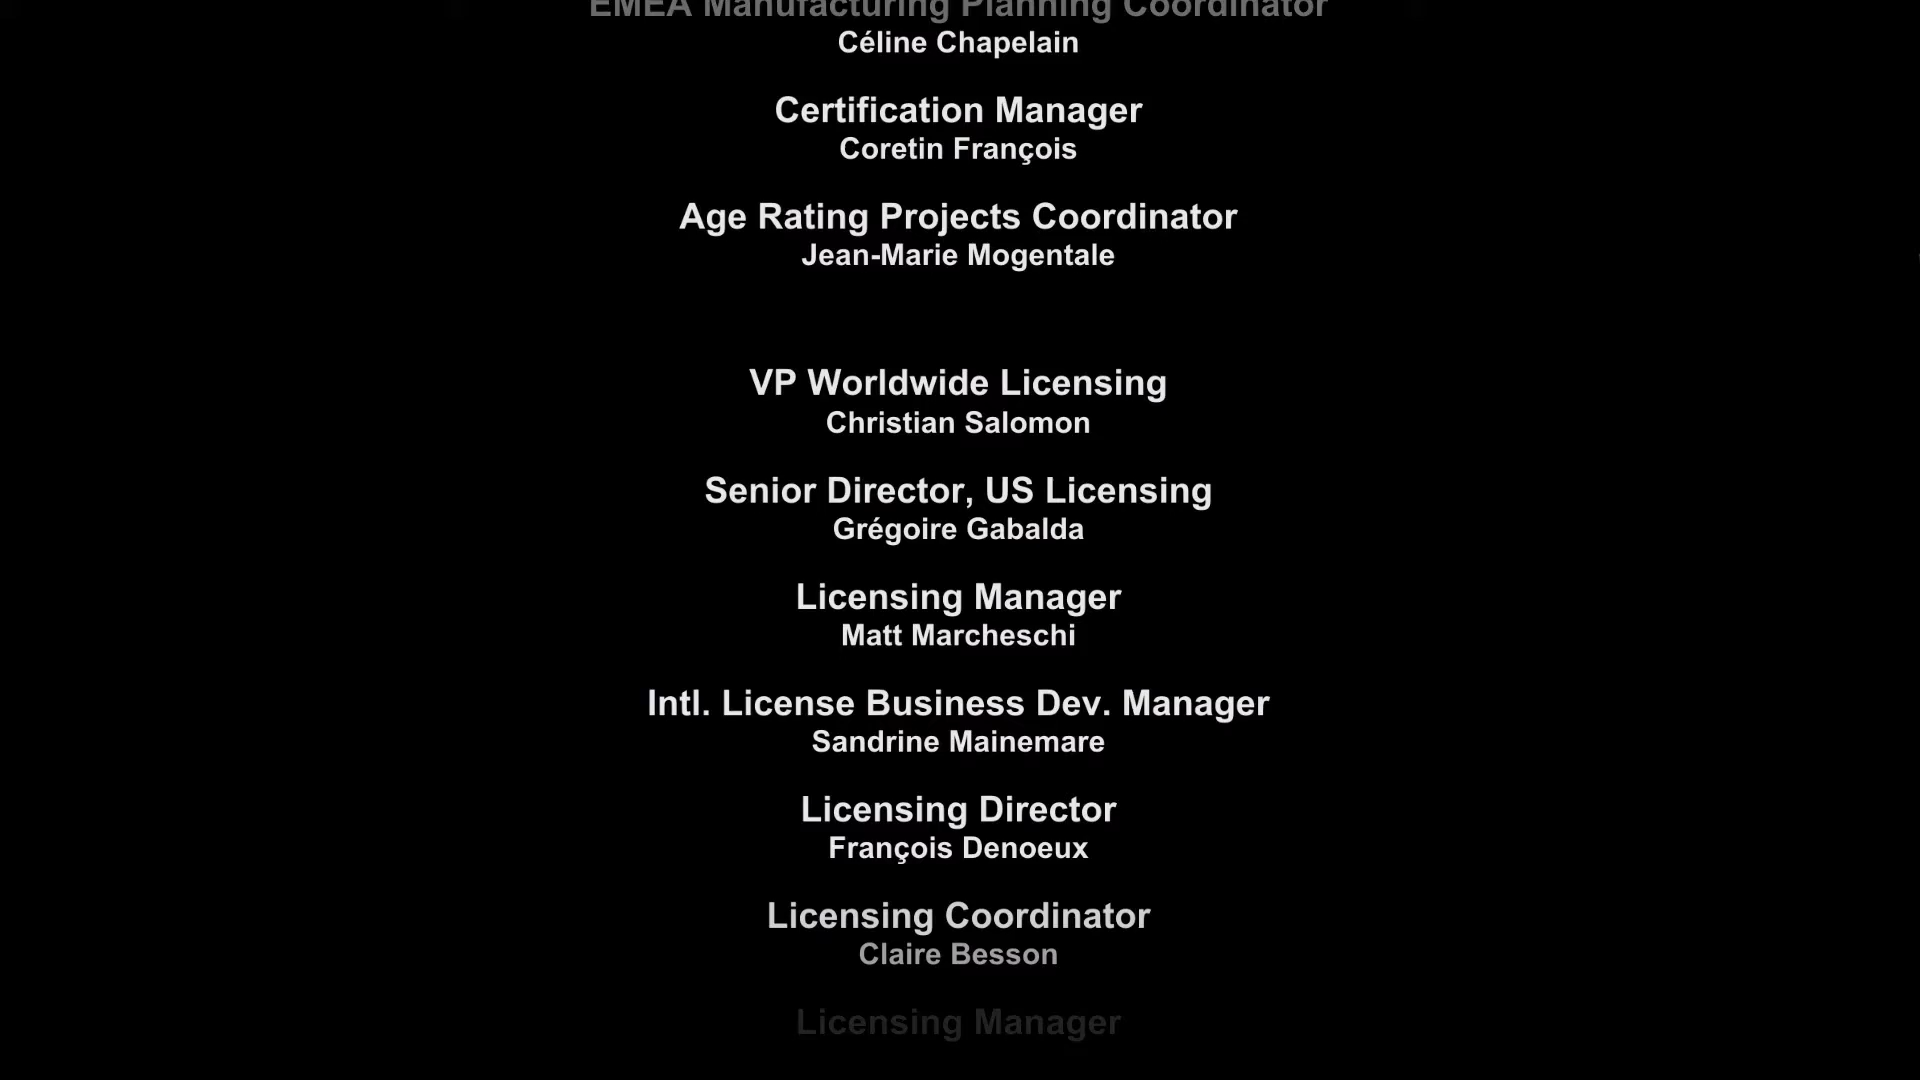 EMEA Manufacturing Planning Coordinator
Céline Chapelain
Certification Manager
Coretin François
Age Rating Projects Coordinator
Jean-Marie Mogentale
VP Worldwide Licensing
Christian Salomon
Senior Director, US Licensing
Grégoire Gabalda
Licensing Manager
Matt Marcheschi
Intl. License Business Dev. Manager
Sandrine Mainemare
Licensing Director
François Denoeux
Licensing Coordinator
Claire Besson
Licensing Manager